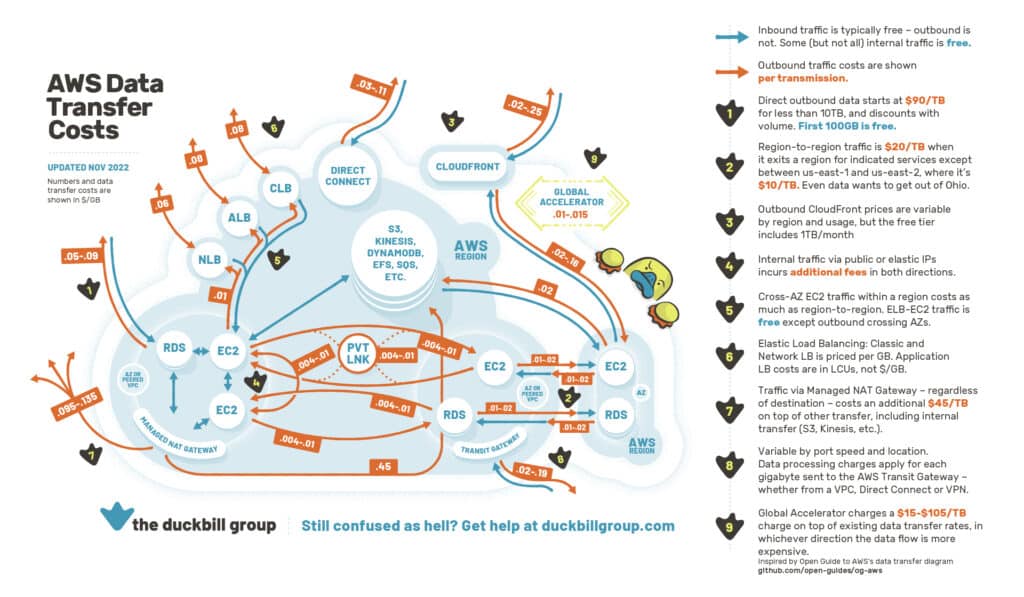 AWS Data
Transfer
Costs
UPDATED NOV 2022
Numbers and data
transfer costs are
shown in $/GB
.05-.09
1
.06
.08
.08
6
.03-.11
3
.02-.25
9
DIRECT
CONNECT
CLOUDFRONT
GLOBAL
ACCELERATOR
.01-.015
CLB
ALB
NLB
5
.01
S3,
KINESIS,
DYNAMODB,
EFS, SQS,
ETC.
AWS
REGION
.02-.16
.02
RDS
EC2
AZ OR
PEERED
VPC
4
EC2
MANAGED NAT GATEWAY
.095-.135
7
.004-.01
PVT
LNK
.004-.01
.004-.01
.004-.01
.004-.01
.45
EC2
AZ OR
PEERED
VPC
RDS
TRANSIT GATEWAY
.01-.02
.01-.02
2
.01-.02
.01-.02
EC2
AZ
RDS
AWS
REGION
.02-.19
8
the duckbill group
Still confused as hell? Get help at duckbillgroup.com
Inbound traffic is typically free – outbound is
not. Some (but not all) internal traffic is free.
Outbound traffic costs are shown
per transmission.
1
Direct outbound data starts at $90/TB
for less than 10TB, and discounts with
volume. First 100GB is free.
2
Region-to-region traffic is $20/TB when
it exits a region for indicated services except
between us-east-1 and us-east-2, where it's
$10/TB. Even data wants to get out of Ohio.
3
Outbound CloudFront prices are variable
by region and usage, but the free tier
includes 1TB/month
4
Internal traffic via public or elastic IPs
incurs additional fees in both directions.
5
Cross-AZ EC2 traffic within a region costs as
much as region-to-region. ELB-EC2 traffic is
free except outbound crossing AZs.
6
Elastic Load Balancing: Classic and
Network LB is priced per GB. Application
LB costs are in LCUs, not $/GB.
7
Traffic via Managed NAT Gateway – regardless
of destination – costs an additional $45/TB
on top of other transfer, including internal
transfer (S3, Kinesis, etc.).
8
Variable by port speed and location.
Data processing charges apply for each
gigabyte sent to the AWS Transit Gateway –
whether from a VPC, Direct Connect or VPN.
9
Global Accelerator charges a $15-$105/TB
charge on top of existing data transfer rates, in
whichever direction the data flow is more
expensive.
Inspired by Open Guide to AWS's data transfer diagram
github.com/open-guides/og-aws